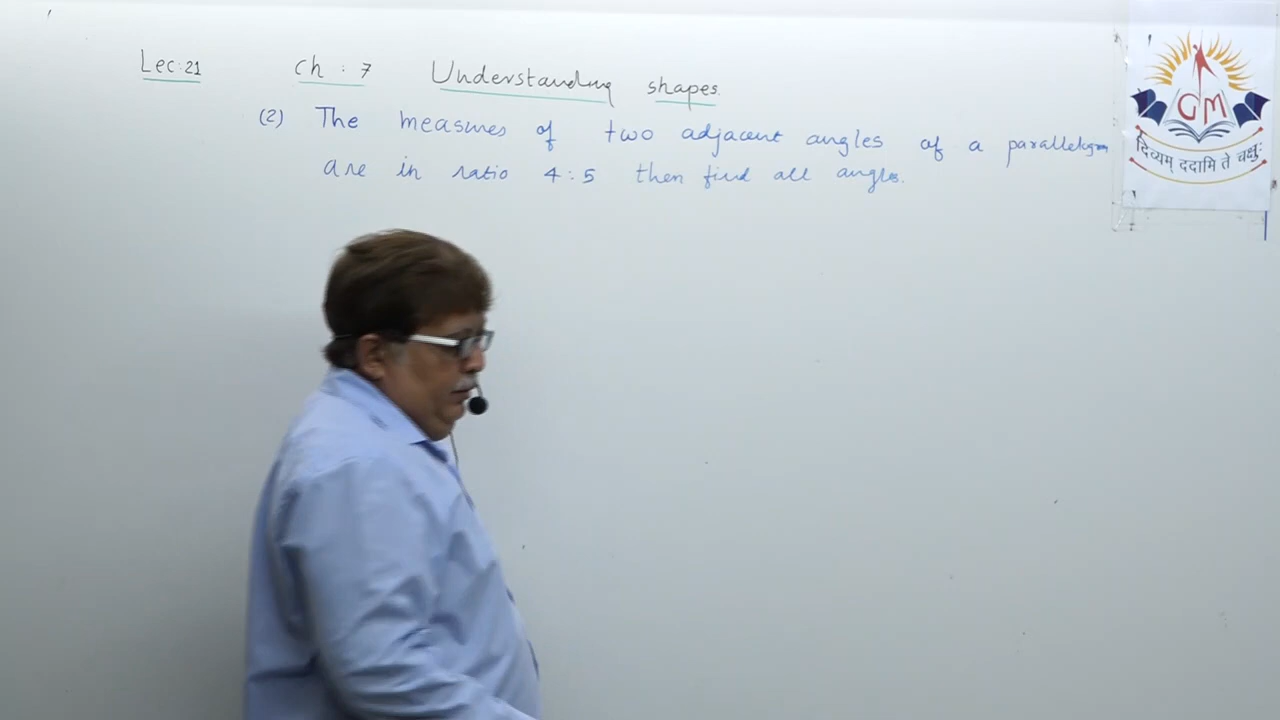 Lec:21 ch : 7 Understanding shapes.
(2) The measures of two adjacent angles of a parallelogram
are in ratio 4:5 then find all angles.
GM
दिव्यम् ददामि ते चक्षुः